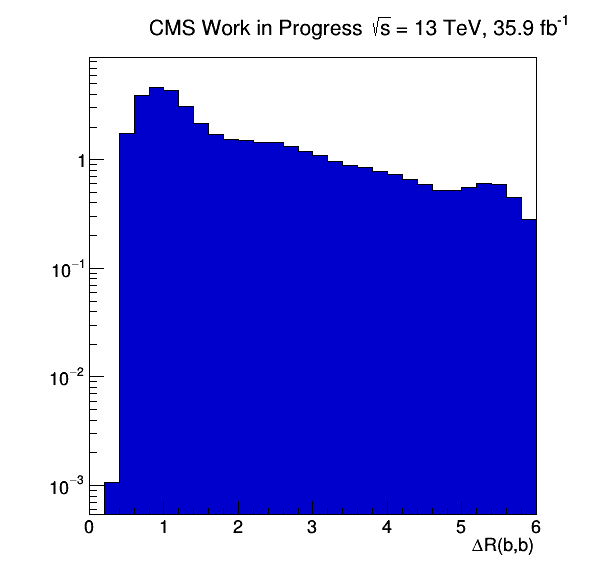 CMS Work in Progress √s = 13 TeV, 35.9 fb⁻¹
1
10⁻¹
10⁻²
10⁻³
0 1 2 3 4 5 6
ΔR(b,b)